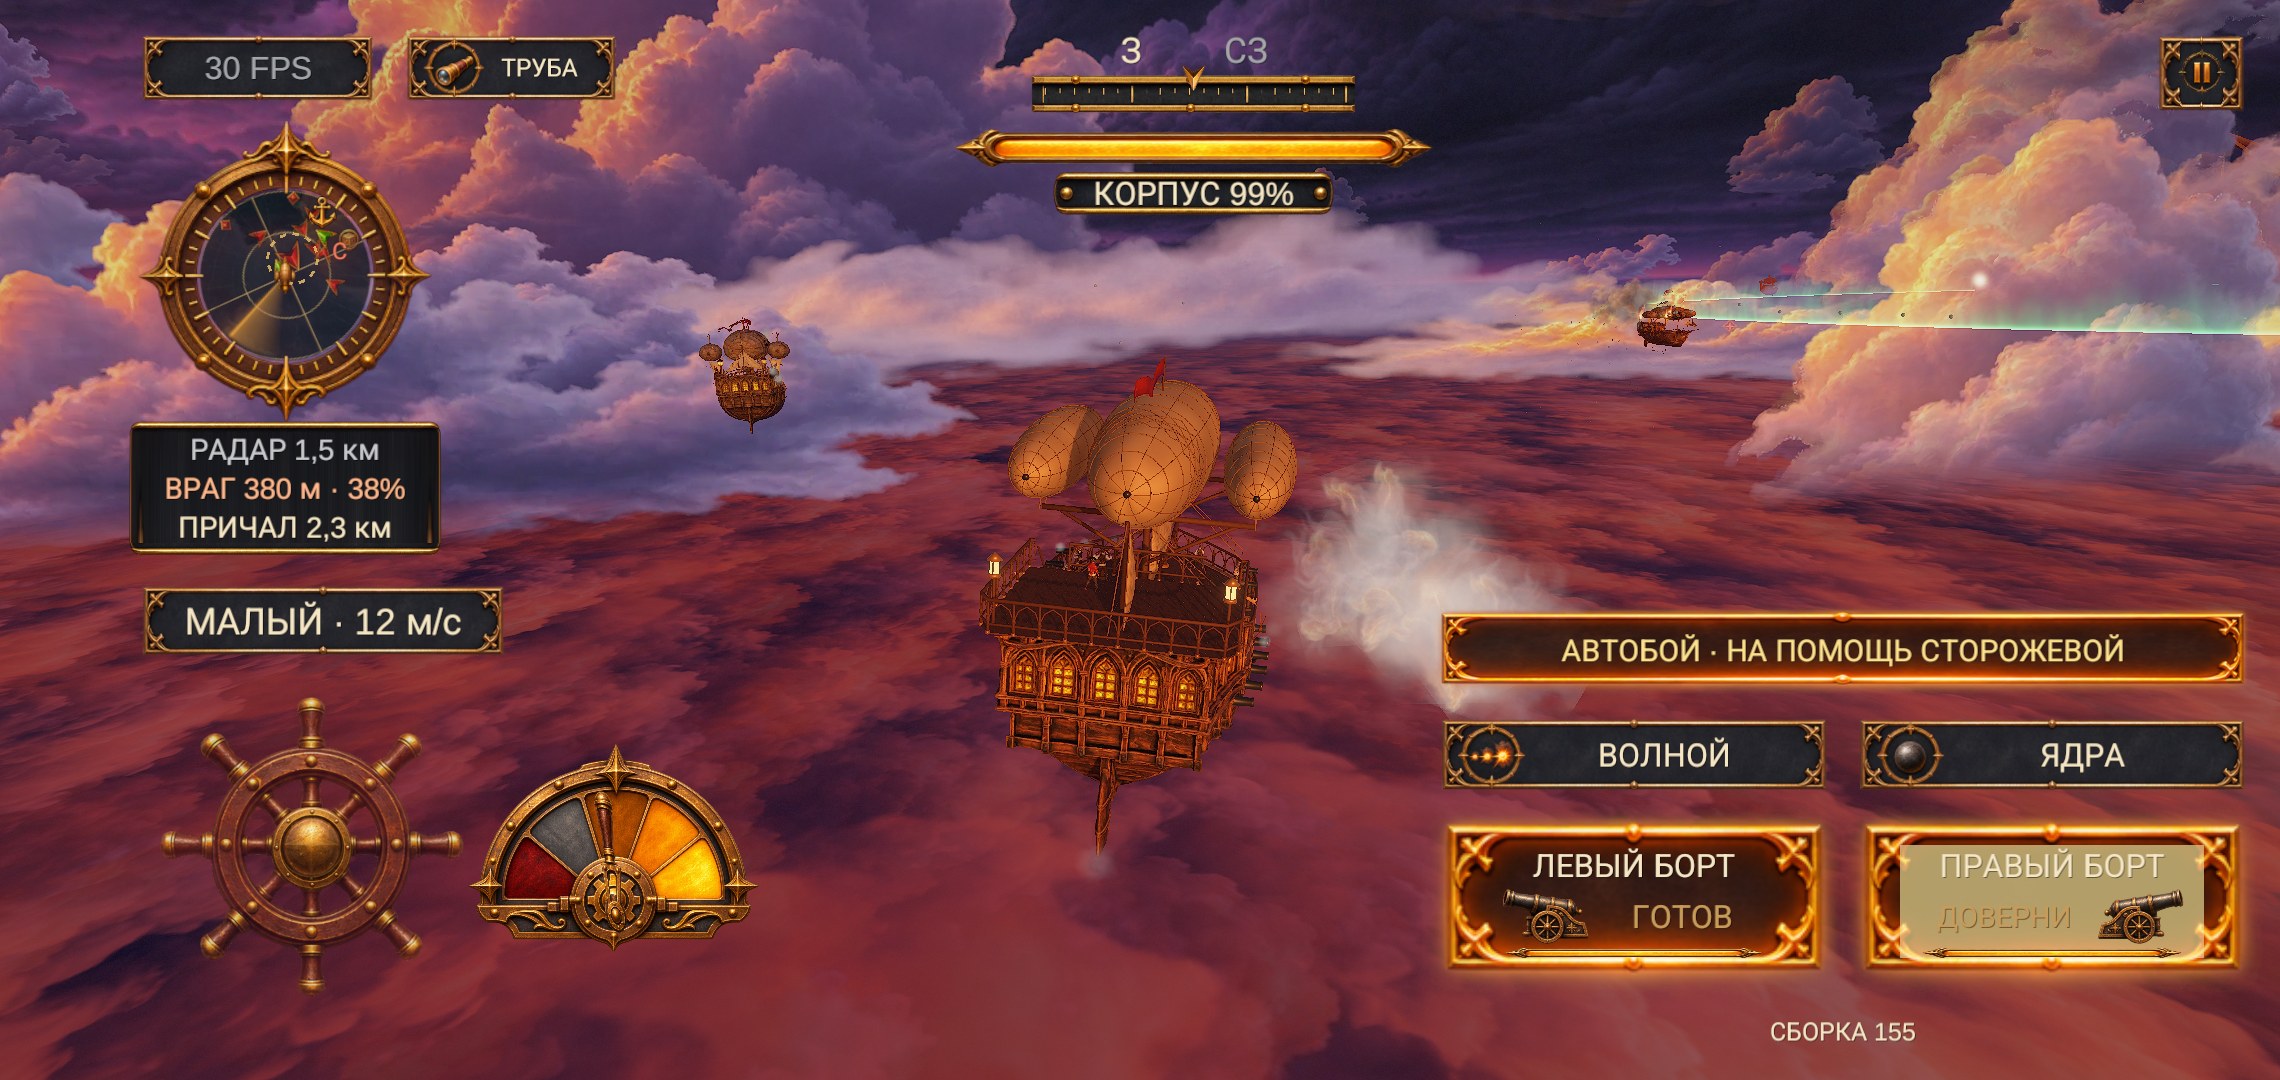 30 FPS
ТРУБА
З
СЗ
КОРПУС 99%
С
РАДАР 1,5 км
ВРАГ 380 м · 38%
ПРИЧАЛ 2,3 км
МАЛЫЙ · 12 м/с
АВТОБОЙ · НА ПОМОЩЬ СТОРОЖЕВОЙ
ВОЛНОЙ
ЯДРА
ЛЕВЫЙ БОРТ
ГОТОВ
ПРАВЫЙ БОРТ
ДОВЕРНИ
СБОРКА 155